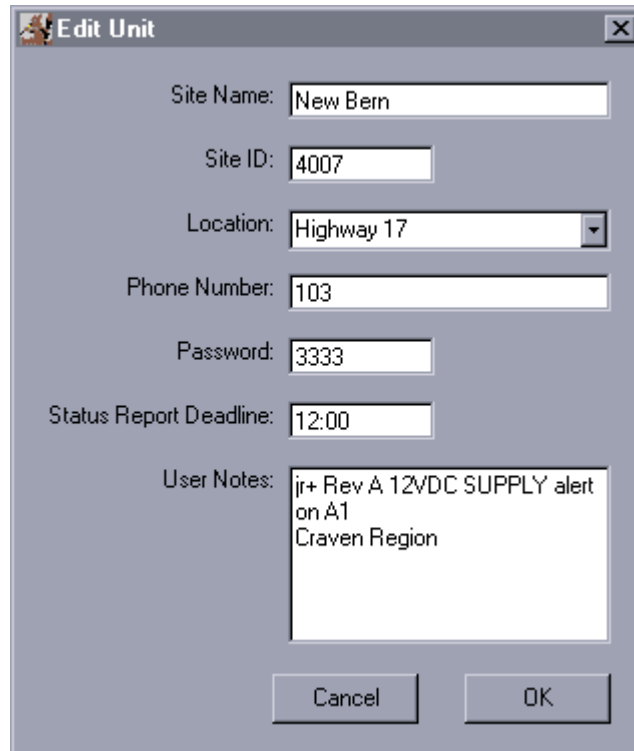 Edit Unit
Site Name: New Bern
Site ID: 4007
Location: Highway 17
Phone Number: 103
Password: 3333
Status Report Deadline: 12:00
User Notes: jr+ Rev A 12VDC SUPPLY alert
on A1
Craven Region
Cancel OK